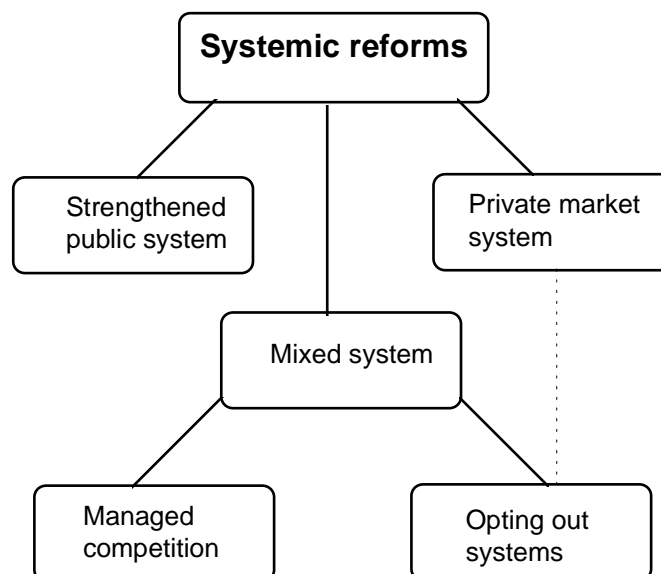 Systemic reforms
Strengthened
public system
Private market
system
Mixed system
Managed
competition
Opting out
systems